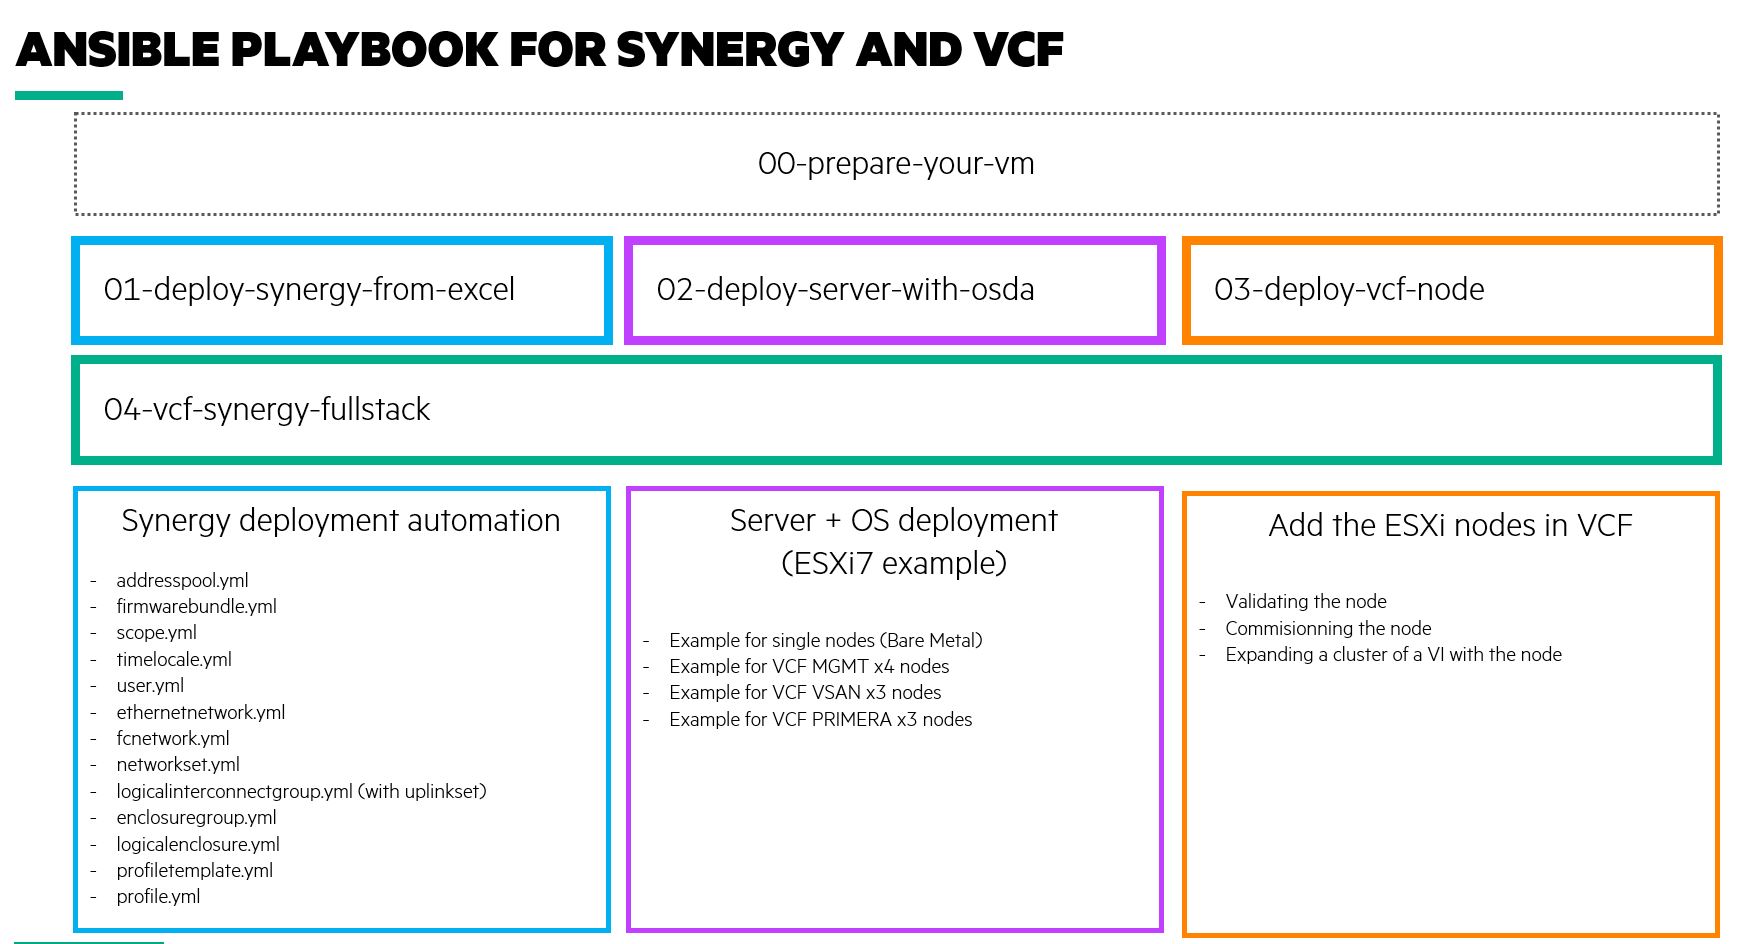 ANSIBLE PLAYBOOK FOR SYNERGY AND VCF
00-prepare-your-vm
01-deploy-synergy-from-excel
02-deploy-server-with-osda
03-deploy-vcf-node
04-vcf-synergy-fullstack
Synergy deployment automation
- addresspool.yml
- firmwarebundle.yml
- scope.yml
- timelocale.yml
- user.yml
- ethernetnetwork.yml
- fcnetwork.yml
- networkset.yml
- logicalinterconnectgroup.yml (with uplinkset)
- enclosuregroup.yml
- logicalenclosure.yml
- profiletemplate.yml
- profile.yml
Server + OS deployment
(ESXi7 example)
- Example for single nodes (Bare Metal)
- Example for VCF MGMT x4 nodes
- Example for VCF VSAN x3 nodes
- Example for VCF PRIMERA x3 nodes
Add the ESXi nodes in VCF
- Validating the node
- Commisionning the node
- Expanding a cluster of a VI with the node